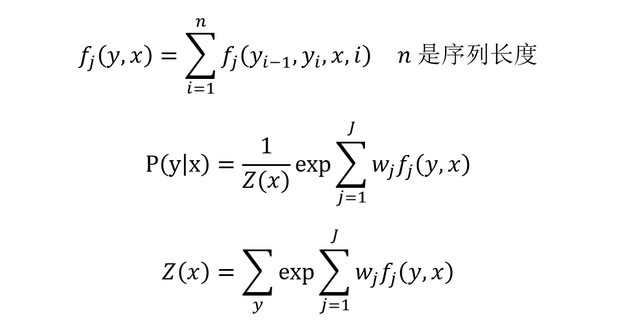 f_j(y,x) = \sum_{i=1}^{n} f_j(y_{i-1}, y_i, x, i) n 是序列长度
P(y|x) = \frac{1}{Z(x)} \exp \sum_{j=1}^{J} w_j f_j(y,x)
Z(x) = \sum_{y} \exp \sum_{j=1}^{J} w_j f_j(y,x)